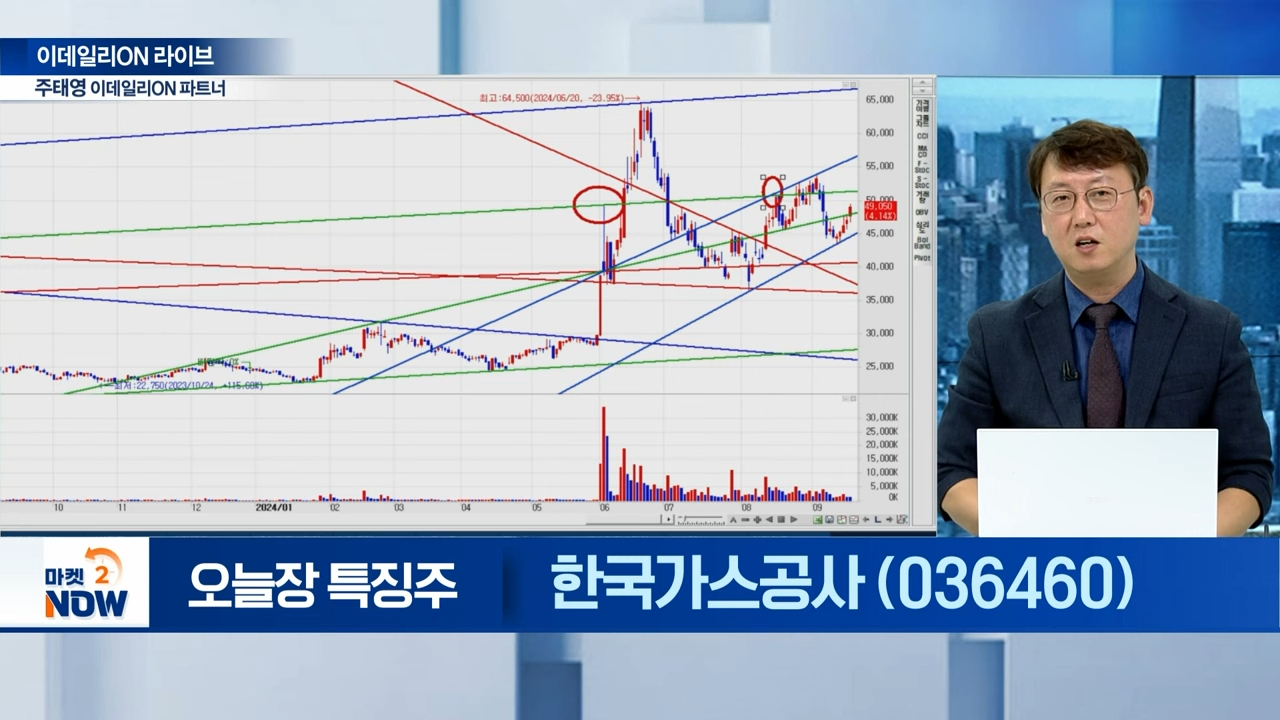 이데일리ON 라이브
주태영 이데일리ON 파트너
최고:64,500(2024/06/20, -23.95%)→
65,000
60,000
55,000
50,000
49,050
(4.14%)
45,000
40,000
35,000
30,000
25,000
최저:22,750(2023/10/24, +115.60%)
30,000K
25,000K
20,000K
15,000K
10,000K
5,000K
0K
10 11 12 2024/01 02 03 04 05 06 07 08 09
CCI
OBV
Pivot
마켓 2
NOW
오늘장 특징주
한국가스공사 (036460)